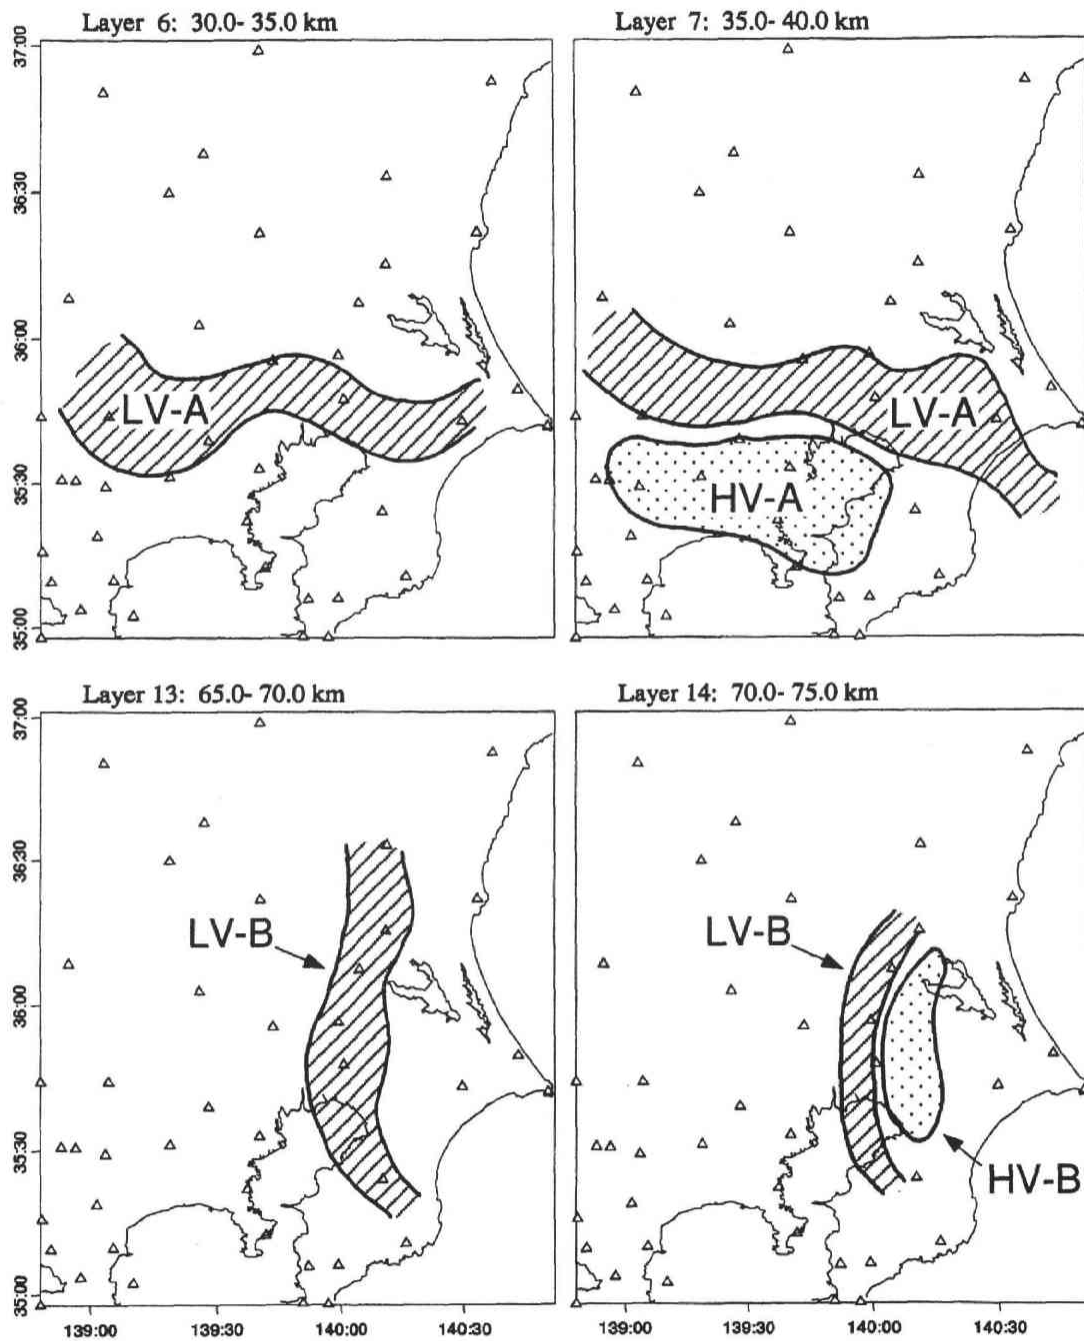 Layer 6: 30.0- 35.0 km
Layer 7: 35.0- 40.0 km
37:00
36:30
36:00
35:30
35:00
LV-A
LV-A
HV-A
Layer 13: 65.0- 70.0 km
Layer 14: 70.0- 75.0 km
37:00
36:30
36:00
35:30
35:00
LV-B
LV-B
HV-B
139:00
139:30
140:00
140:30
139:00
139:30
140:00
140:30